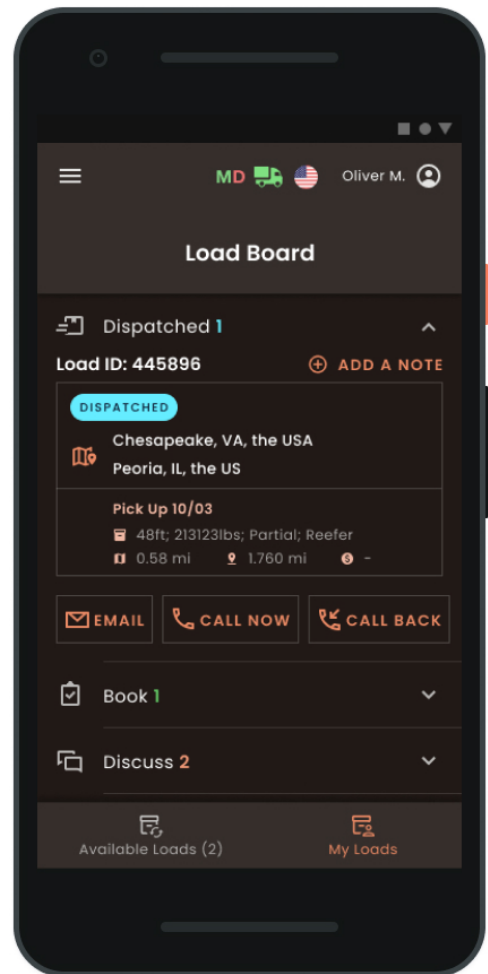 MD Oliver M.
Load Board
Dispatched 1
Load ID: 445896 ADD A NOTE
DISPATCHED
Chesapeake, VA, the USA
Peoria, IL, the US
Pick Up 10/03
48ft; 213123lbs; Partial; Reefer
0.58 mi 1.760 mi -
EMAIL CALL NOW CALL BACK
Book 1
Discuss 2
Available Loads (2) My Loads